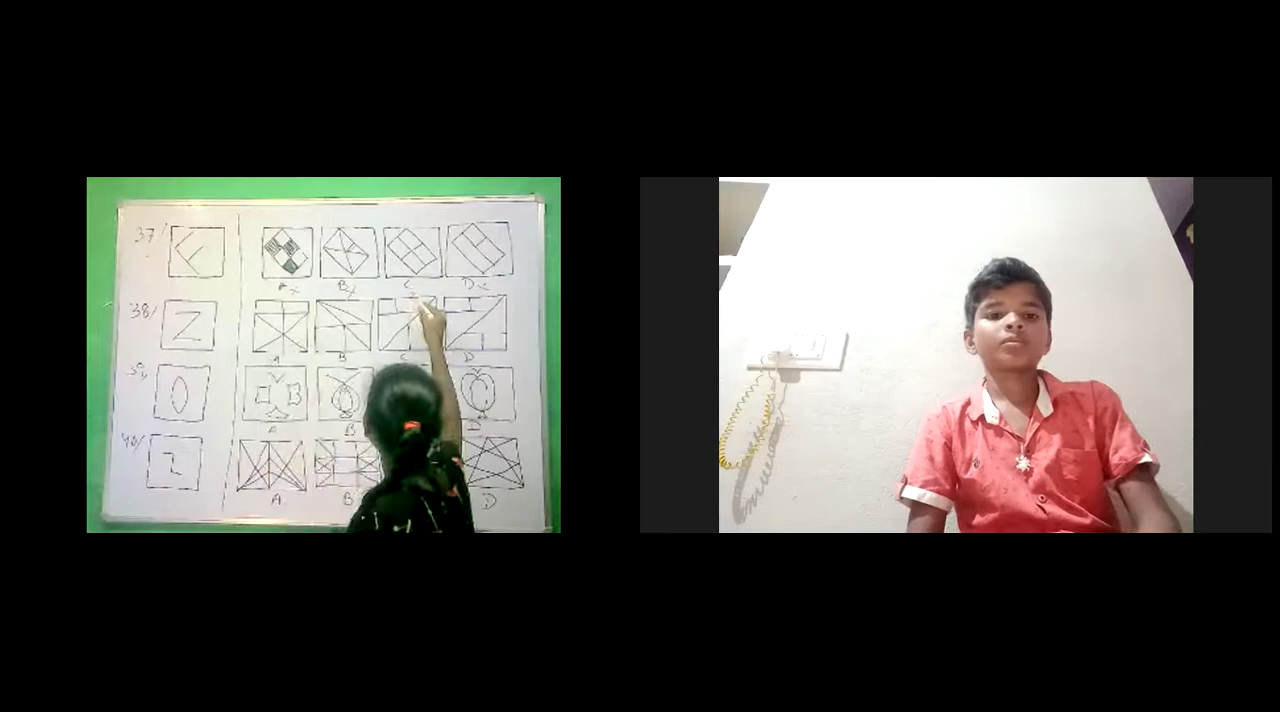 37/
A x B x C D x
38/
A B C D
39
A B D
40/
A B D